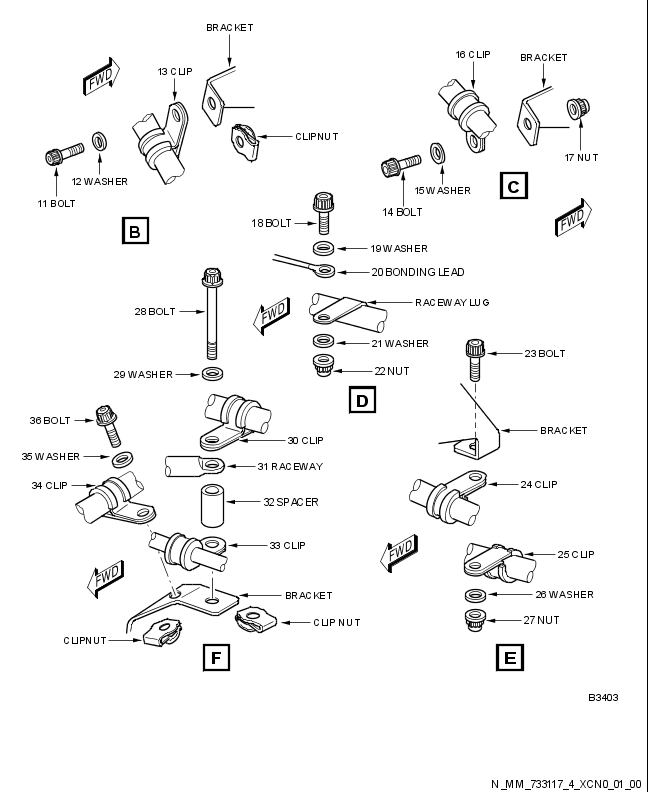 BRACKET
FWD
13 CLIP
CLIPNUT
12 WASHER
11 BOLT
B
16 CLIP
BRACKET
17 NUT
15 WASHER
14 BOLT
C
FWD
18 BOLT
19 WASHER
20 BONDING LEAD
FWD
RACEWAY LUG
21 WASHER
22 NUT
D
28 BOLT
29 WASHER
36 BOLT
30 CLIP
35 WASHER
31 RACEWAY
34 CLIP
32 SPACER
33 CLIP
FWD
BRACKET
CLIPNUT
CLIP NUT
F
23 BOLT
BRACKET
24 CLIP
FWD
25 CLIP
26 WASHER
27 NUT
E
B3403
N_MM_733117_4_XCN0_01_00